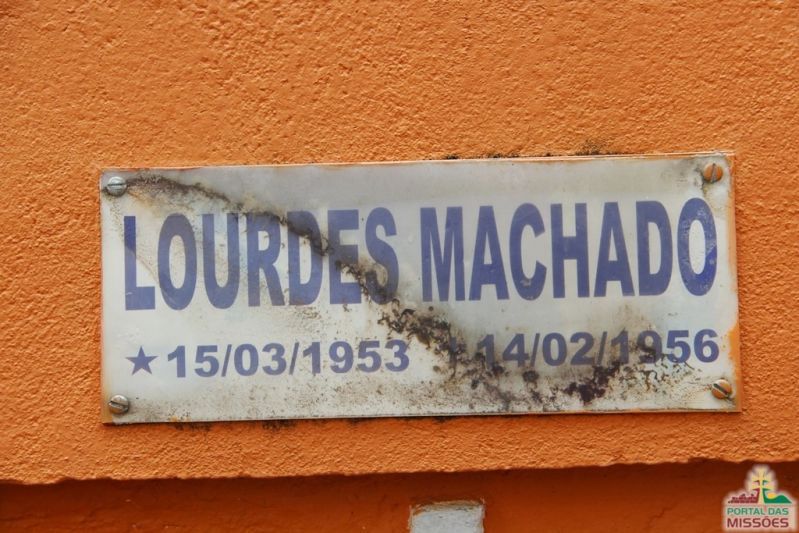 LOURDES MACHADO
★ 15/03/1953 ✝ 14/02/1956
PORTAL DAS
MISSÕES